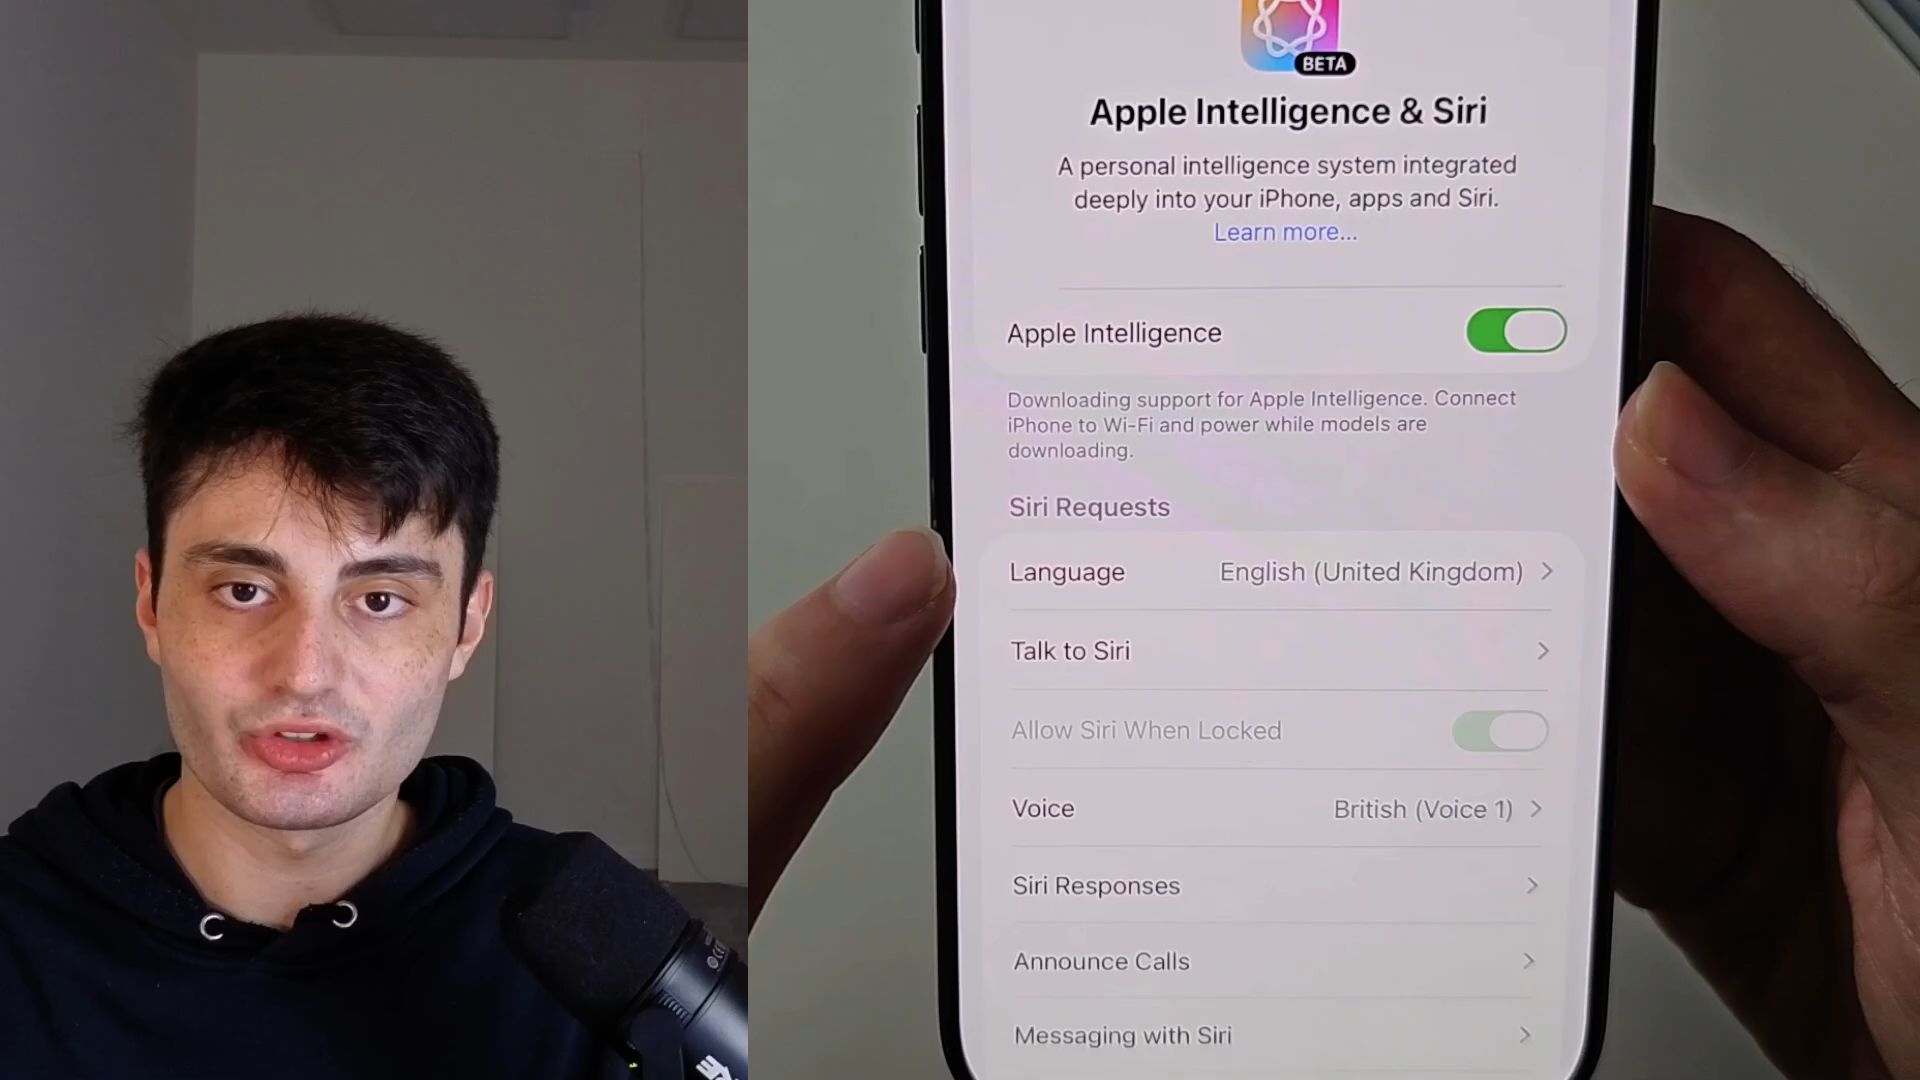 BETA
Apple Intelligence & Siri
A personal intelligence system integrated
deeply into your iPhone, apps and Siri.
Learn more...
Apple Intelligence
Downloading support for Apple Intelligence. Connect
iPhone to Wi-Fi and power while models are
downloading.
Siri Requests
Language English (United Kingdom)
Talk to Siri
Allow Siri When Locked
Voice British (Voice 1)
Siri Responses
Announce Calls
Messaging with Siri